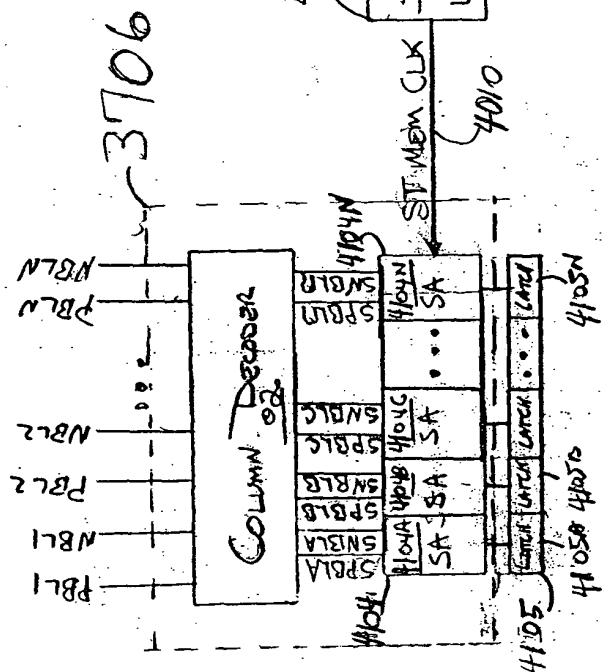 3706
PBL1
NBL1
PBL2
NBL2
PBLN
NBLN
COLUMN DECODER
02
SPBLA
SNBLA
SPBLB
SNBLB
SPBLC
SNBLC
SPBLN
SNBLN
4104
4104A
SA
4104B
SA
4104C
SA
...
4104N
SA
4104N
ST MEM CLK
4010
4105
LATCH
LATCH
LATCH
...
LATCH
4105A
4105B
4105N